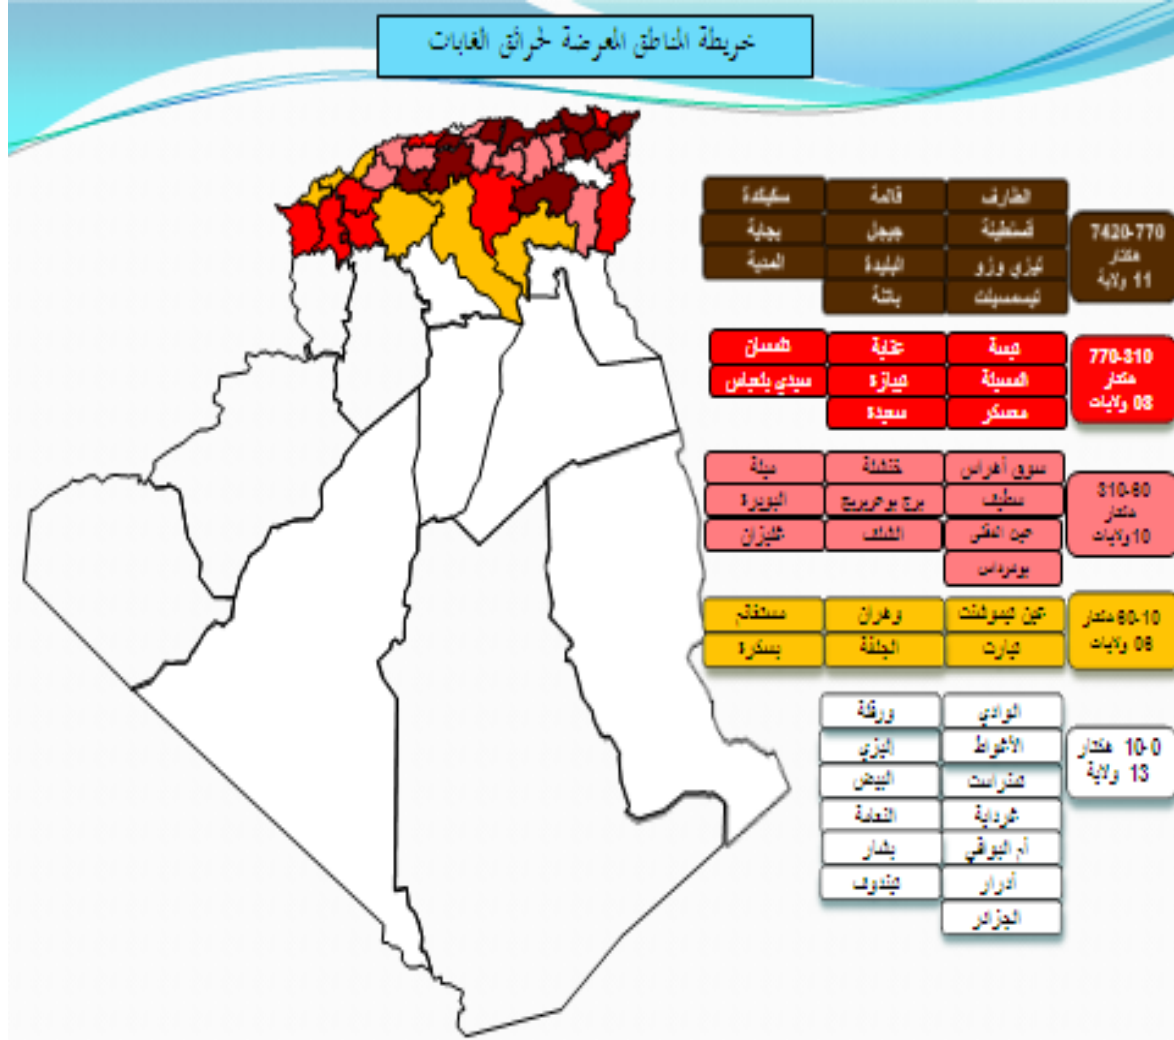 خريطة المناطق المعرضة لحرائق الغابات
الطارف قالمة سكيكدة
قسنطينة جيجل بجاية
تيزي وزو البليدة المدية
تيسمسيلت باتنة
7420-770
هكتار
11 ولاية
تبسة عنابة تلمسان
المسيلة تيبازة سيدي بلعباس
معسكر سعيدة
770-310
هكتار
08 ولايات
سوق أهراس خنشلة ميلة
سطيف برج بوعريريج البويرة
عين الدفلى الشلف غليزان
بومرداس
310-60
هكتار
10 ولايات
عين تيموشنت وهران مستغانم
تيارت الجلفة بسكرة
60-10 هكتار
06 ولايات
الوادي ورقلة
الأغواط اليزي
تمنراست البيض
غرداية النعامة
أم البواقي بشار
أدرار تيندوف
الجزائر
10-0 هكتار
13 ولاية